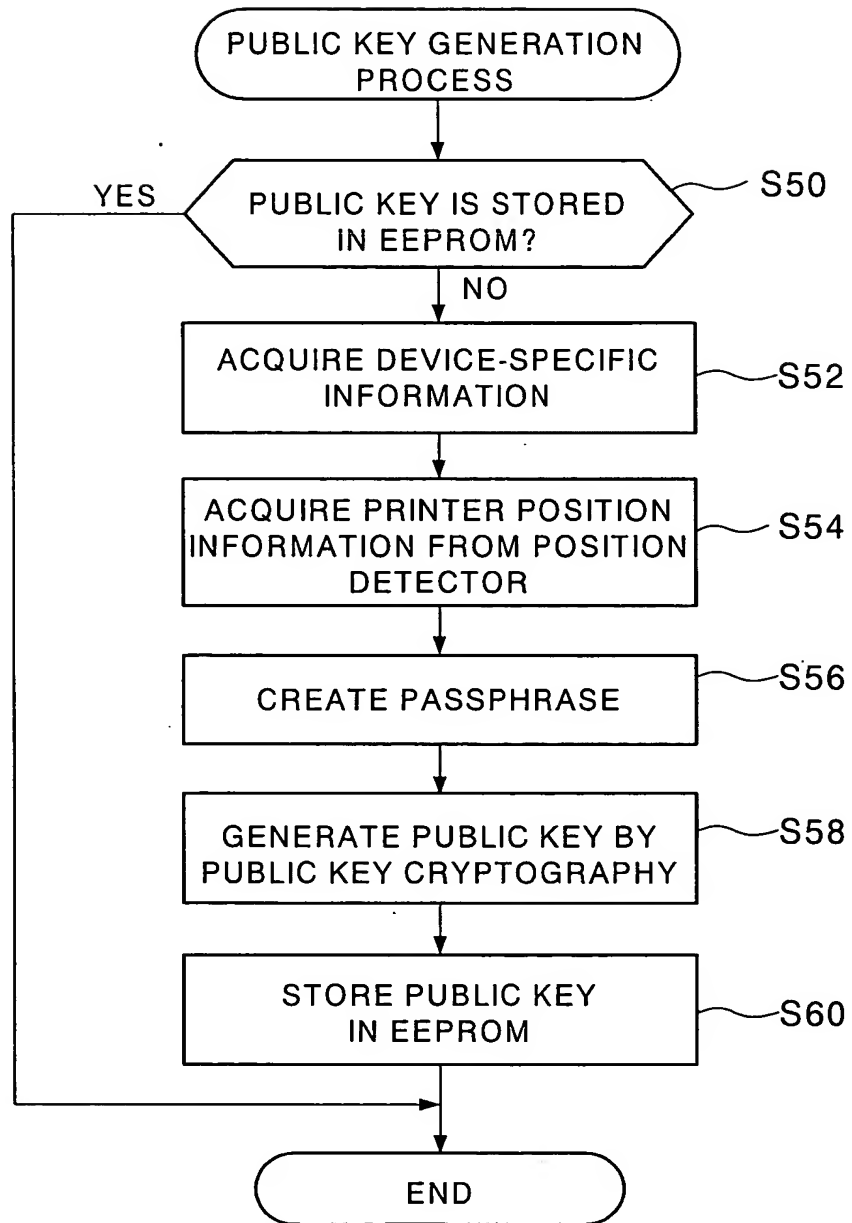 PUBLIC KEY GENERATION
PROCESS
YES
PUBLIC KEY IS STORED
IN EEPROM?
S50
NO
ACQUIRE DEVICE-SPECIFIC
INFORMATION
S52
ACQUIRE PRINTER POSITION
INFORMATION FROM POSITION
DETECTOR
S54
CREATE PASSPHRASE
S56
GENERATE PUBLIC KEY BY
PUBLIC KEY CRYPTOGRAPHY
S58
STORE PUBLIC KEY
IN EEPROM
S60
END